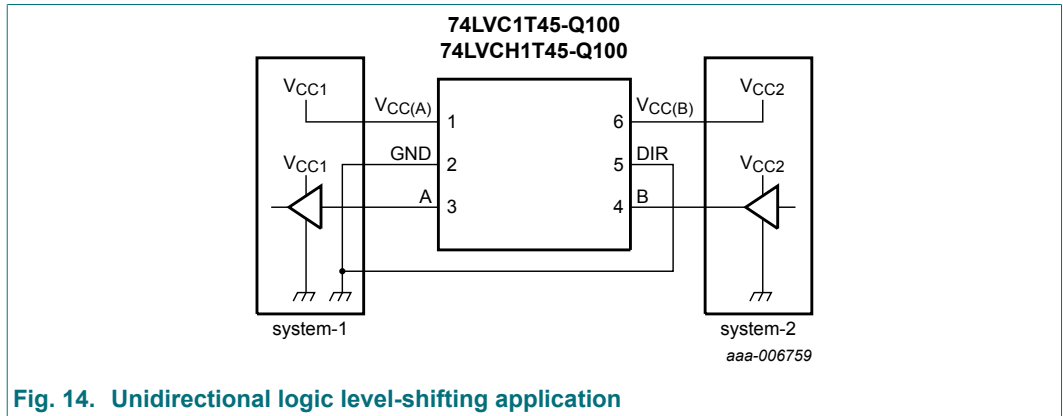 74LVC1T45-Q100
74LVCH1T45-Q100
VCC1
VCC(A)
1
6
VCC(B)
VCC2
GND
2
5
DIR
VCC1
VCC2
A
3
4
B
system-1
system-2
aaa-006759
Fig. 14. Unidirectional logic level-shifting application